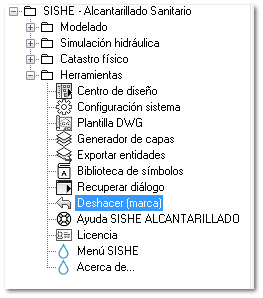 SISHE - Alcantarillado Sanitario
Modelado
Simulación hidráulica
Catastro físico
Herramientas
Centro de diseño
Configuración sistema
Plantilla DWG
Generador de capas
Exportar entidades
Biblioteca de símbolos
Recuperar diálogo
Deshacer (marca)
Ayuda SISHE ALCANTARILLADO
Licencia
Menú SISHE
Acerca de...